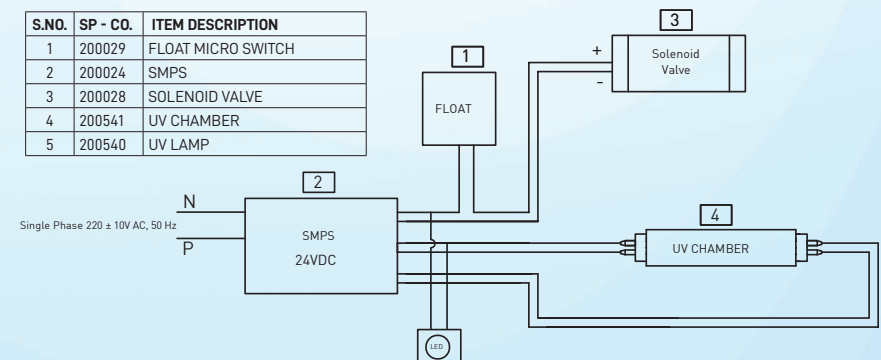 S.NO. SP - CO. ITEM DESCRIPTION
1 200029 FLOAT MICRO SWITCH
2 200024 SMPS
3 200028 SOLENOID VALVE
4 200541 UV CHAMBER
5 200540 UV LAMP
3
Solenoid
Valve
+
-
1
FLOAT
2
N
Single Phase 220 ± 10V AC, 50 Hz
P
SMPS
24VDC
4
UV CHAMBER
LED